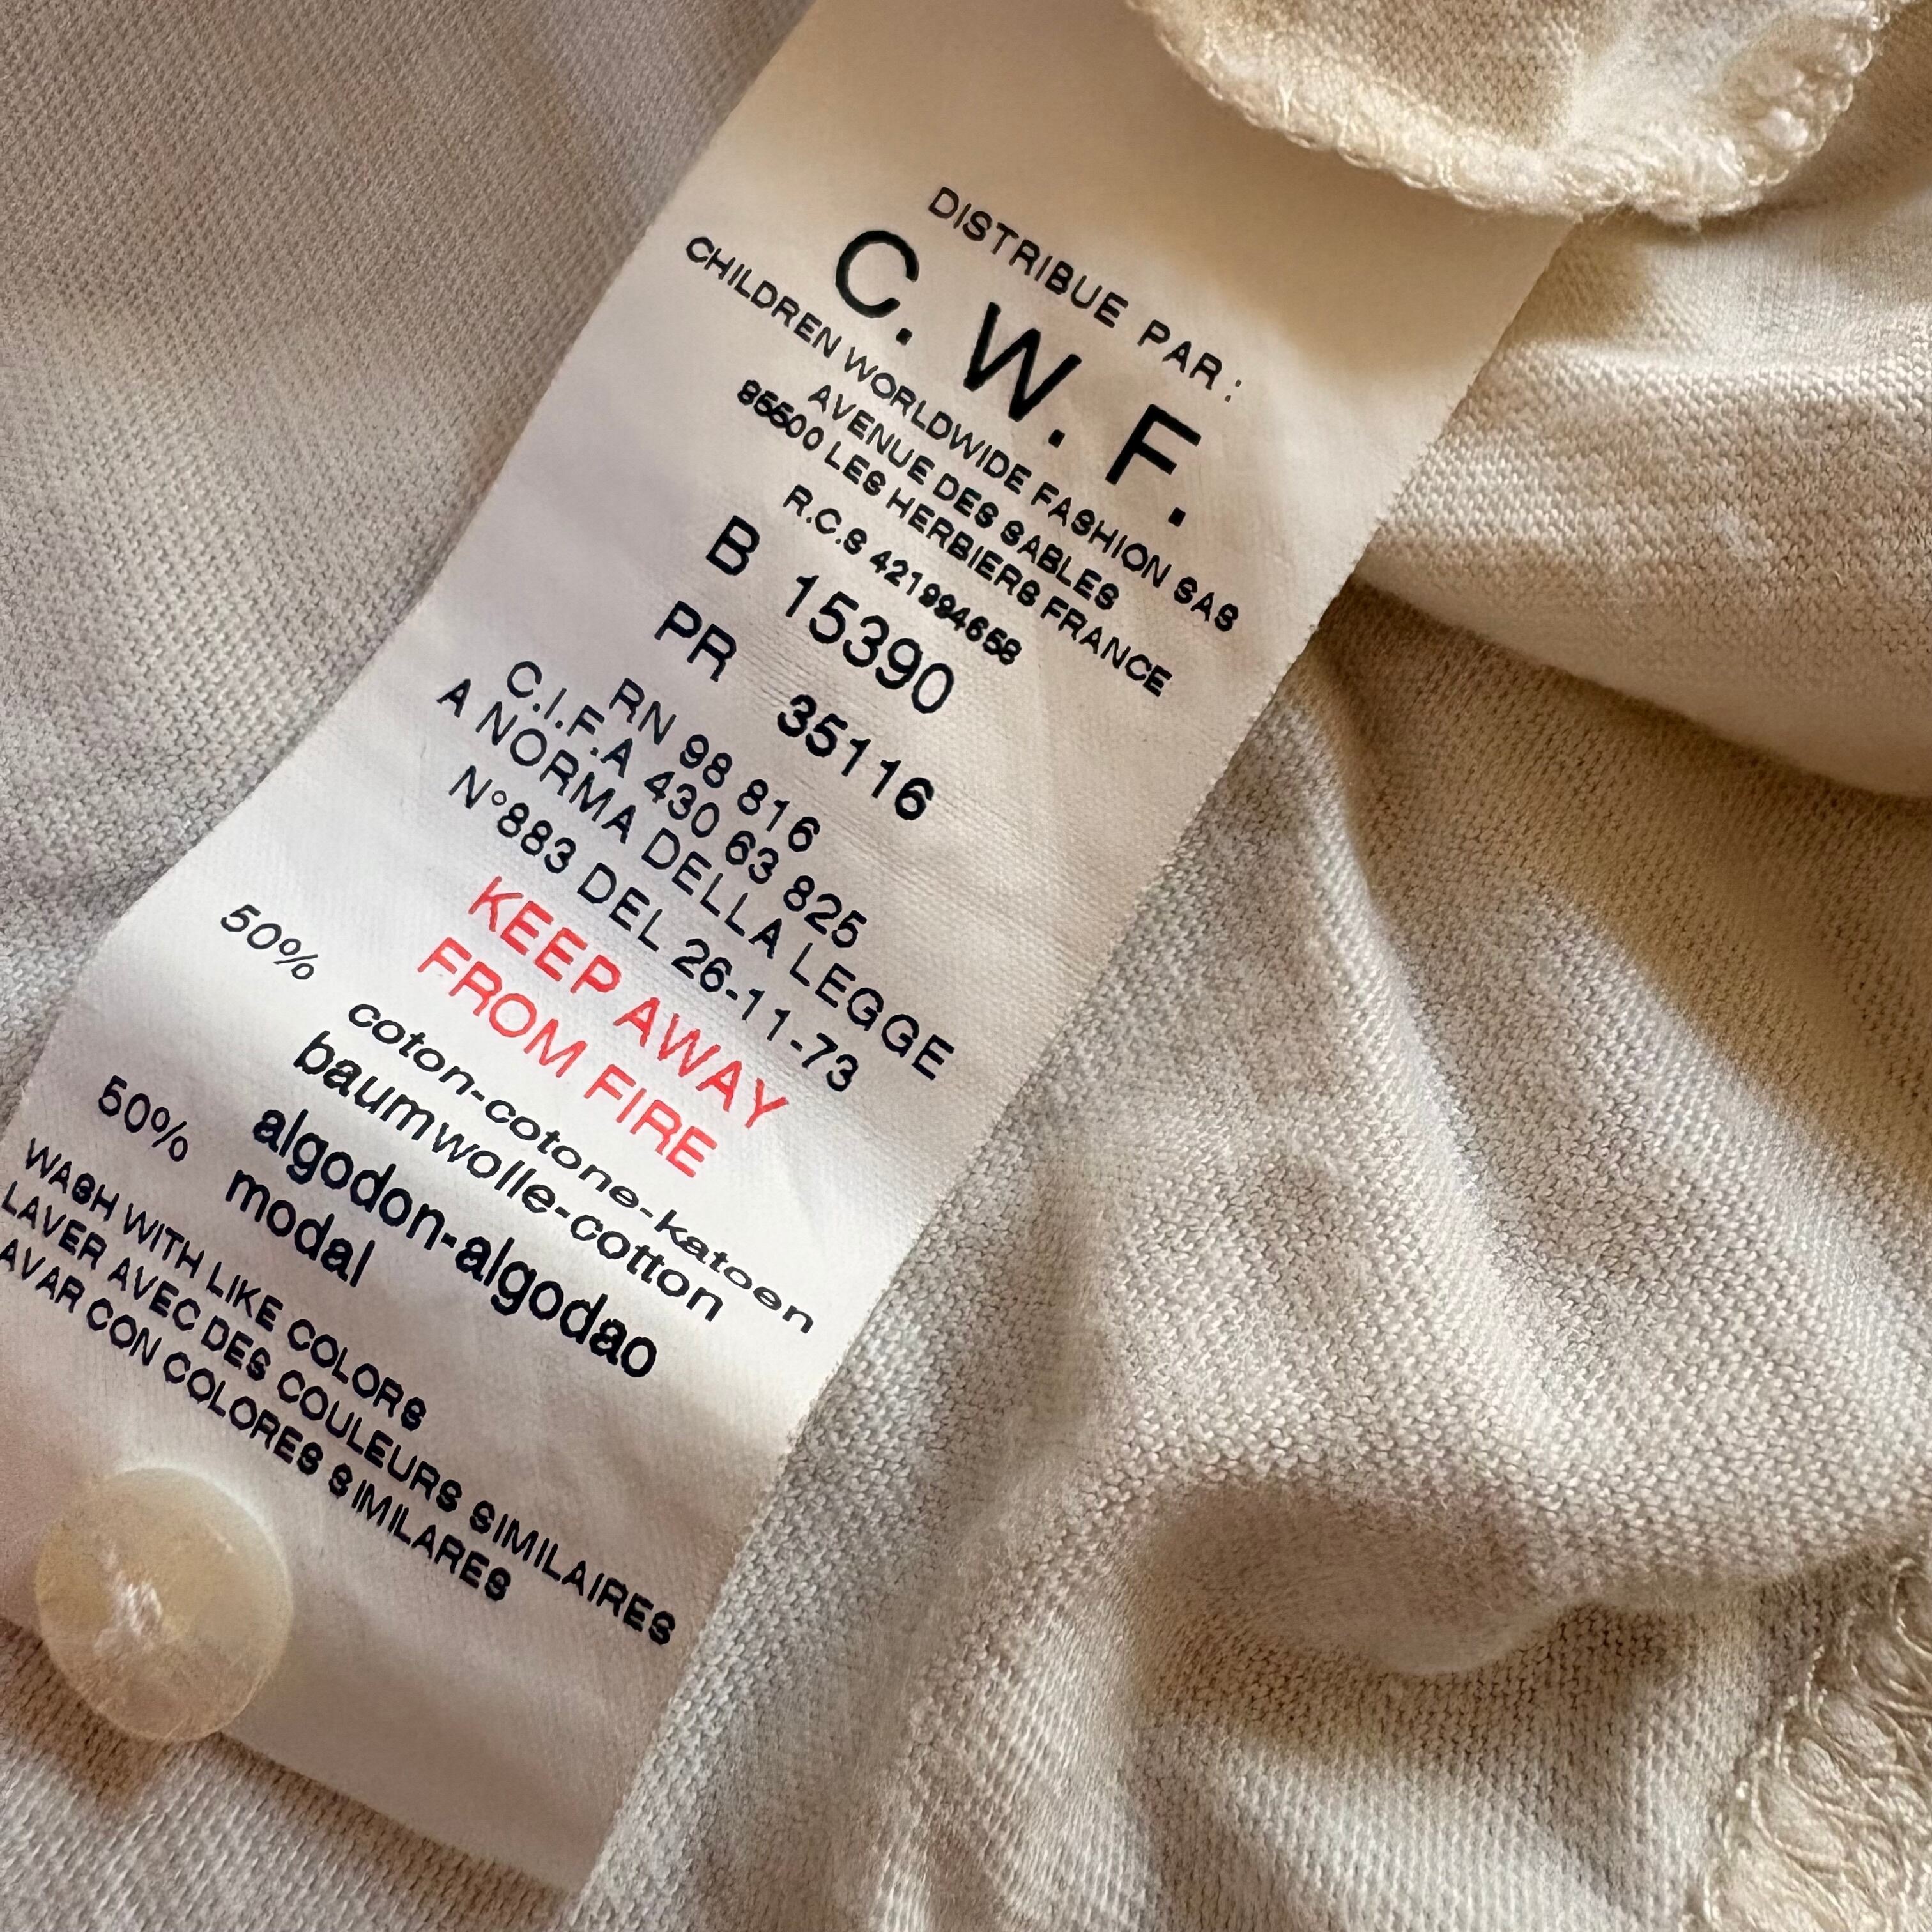 DISTRIBUE PAR :
C. W. F.
CHILDREN WORLDWIDE FASHION SAS
AVENUE DES SABLES
85500 LES HERBIERS FRANCE
R.C.S 421994658
B 15390
PR 35116
RN 98 816
C.I.F.A 430 63 825
A NORMA DELLA LEGGE
N°883 DEL 26-11-73
KEEP AWAY
FROM FIRE
50% coton-cotone-katoen
baumwolle-cotton
algodon-algodao
50% modal
WASH WITH LIKE COLORS
LAVER AVEC DES COULEURS SIMILAIRES
AVAR CON COLORES SIMILARES